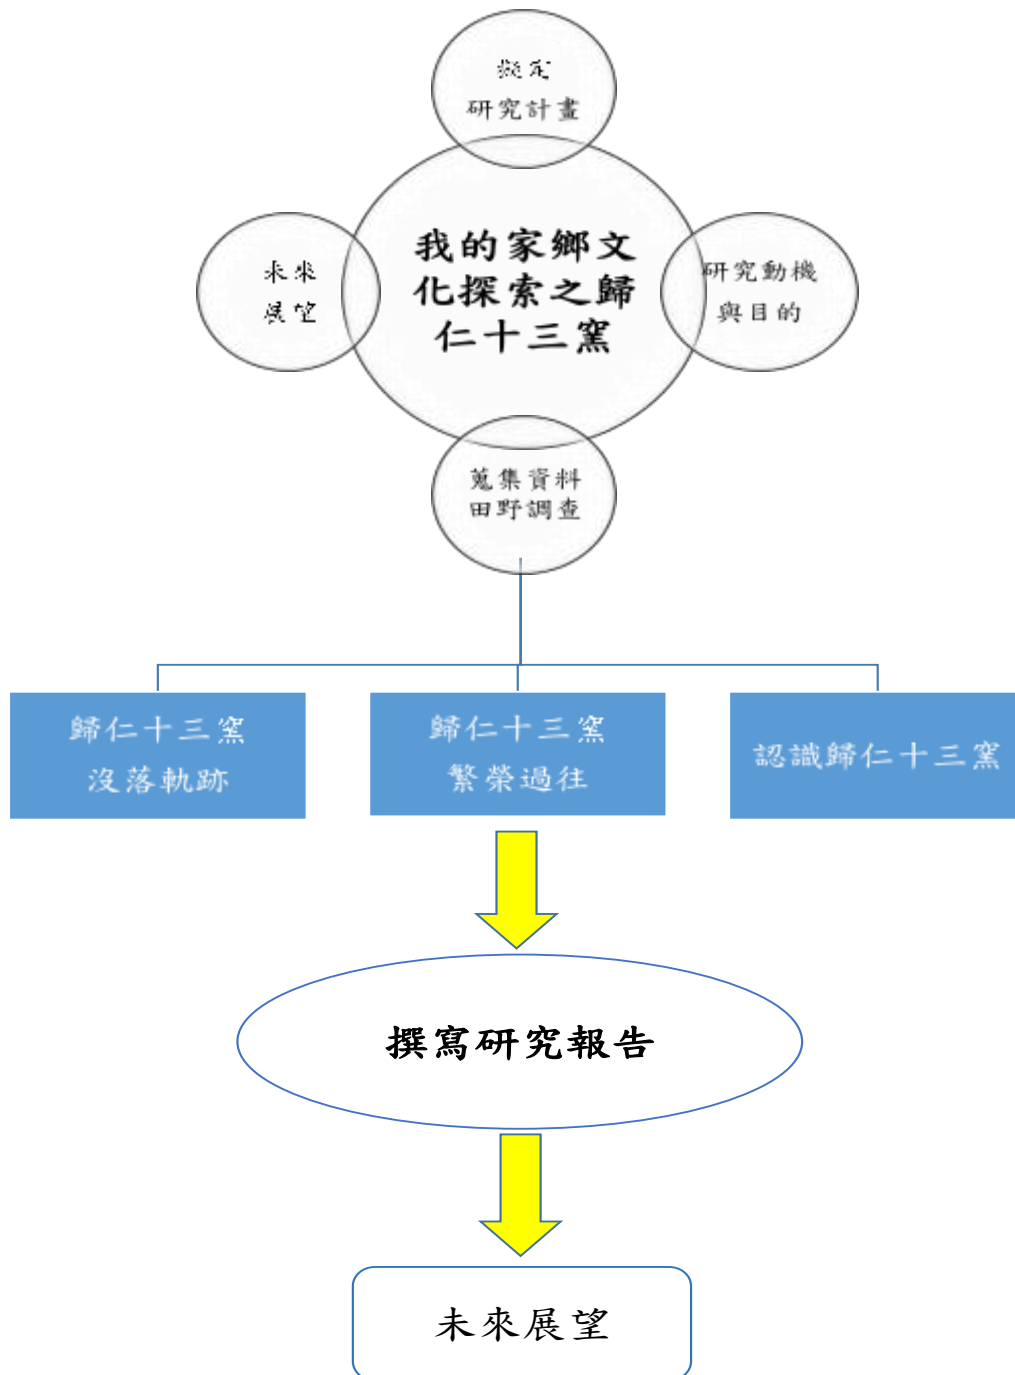 擬定
研究計畫
我的家鄉文
化探索之歸
仁十三窯
未來
展望
研究動機
與目的
蒐集資料
田野調查
歸仁十三窯
沒落軌跡
歸仁十三窯
繁榮過往
認識歸仁十三窯
撰寫研究報告
未來展望